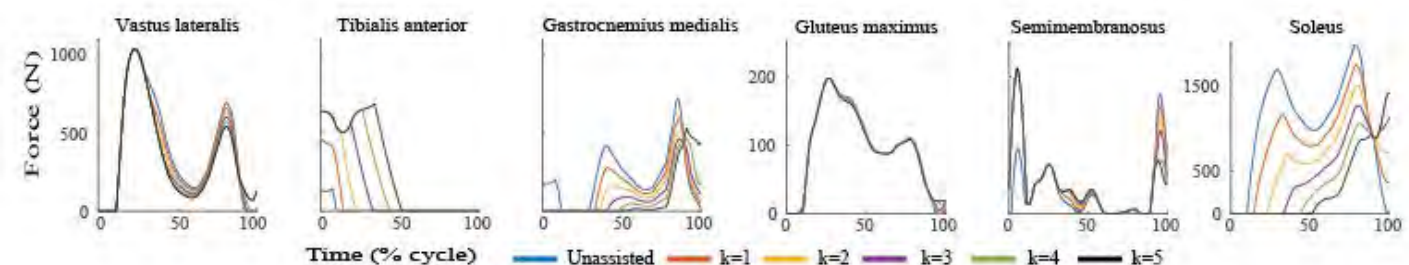 Vastus lateralis Tibialis anterior Gastrocnemius medialis Gluteus maximus Semimembranosus Soleus
Force (N)
1000
500
0
0 50 100
0 50 100
0 50 100
200
100
0
0 50 100
0 50 100
1500
500
0
0 50 100
Time (% cycle)
Unassisted k=1 k=2 k=3 k=4 k=5